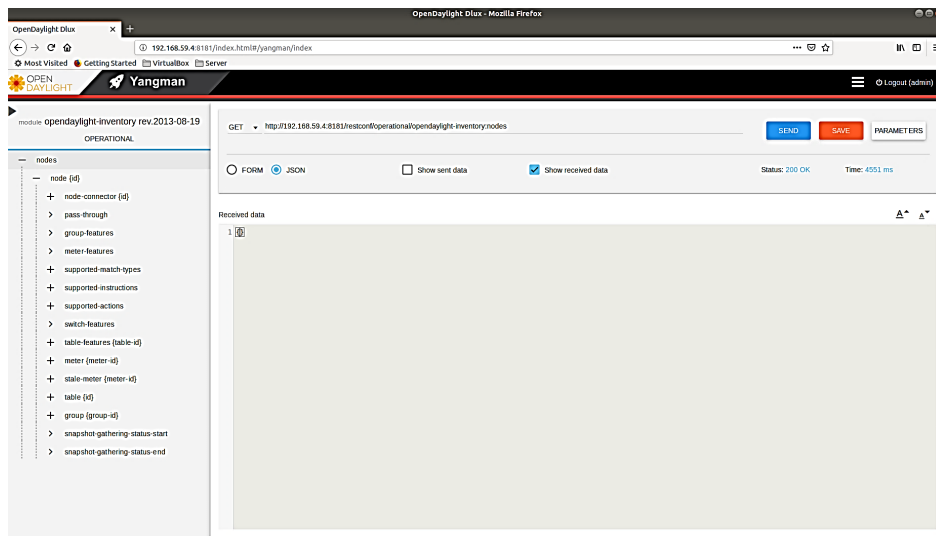 OpenDaylight Dlux - Mozilla Firefox
OpenDaylight Dlux × +
192.168.59.4:8181/index.html#/yangman/index
Most Visited Getting Started VirtualBox Server
OPEN DAYLIGHT Yangman Logout (admin)
module opendaylight-inventory rev.2013-08-19
OPERATIONAL
nodes
node {id}
node-connector {id}
pass-through
group-features
meter-features
supported-match-types
supported-instructions
supported-actions
switch-features
table-features {table-id}
meter {meter-id}
stale-meter {meter-id}
table {id}
group {group-id}
snapshot-gathering-status-start
snapshot-gathering-status-end
GET http://192.168.59.4:8181/restconf/operational/opendaylight-inventory:nodes SEND SAVE PARAMETERS
FORM JSON Show sent data Show received data Status: 200 OK Time: 4551 ms
Received data A A
1